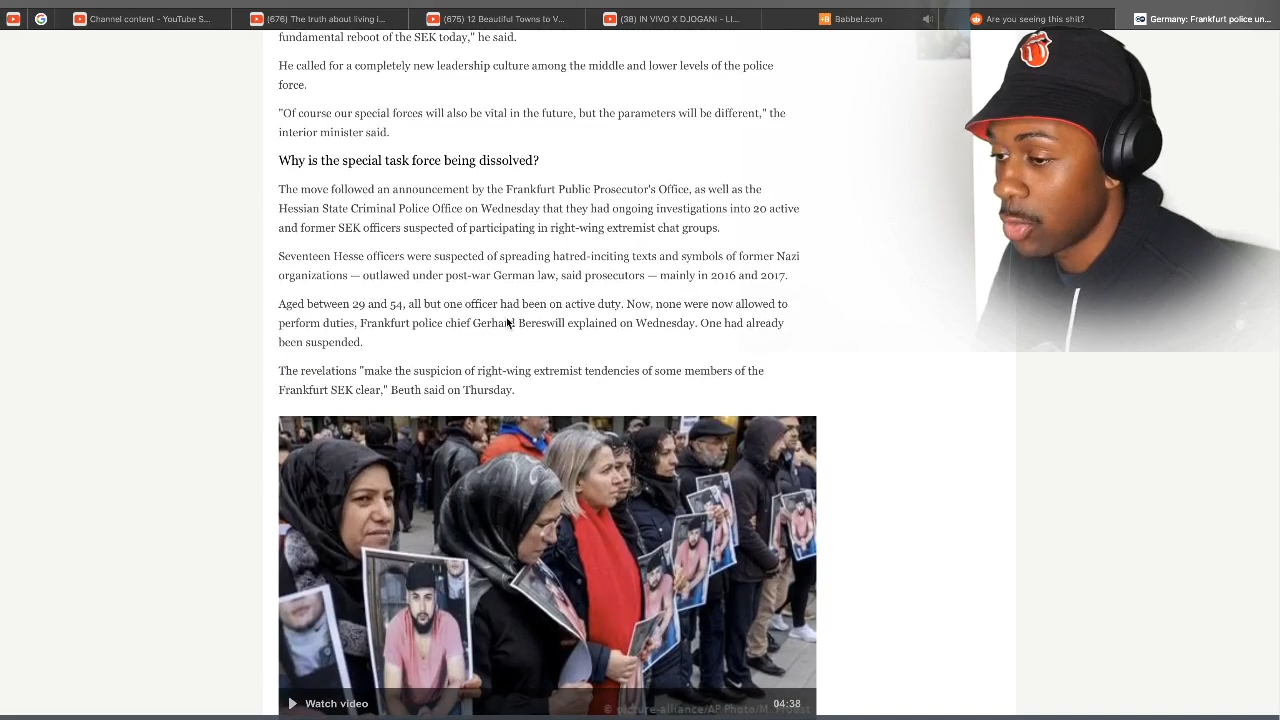 Channel content - YouTube S...
(676) The truth about living i...
(675) 12 Beautiful Towns to V...
(38) IN VIVO X DJOGANI - LI...
+B Babbel.com
Are you seeing this shit?
Germany: Frankfurt police un...
fundamental reboot of the SEK today," he said.
He called for a completely new leadership culture among the middle and lower levels of the police
force.
"Of course our special forces will also be vital in the future, but the parameters will be different," the
interior minister said.
Why is the special task force being dissolved?
The move followed an announcement by the Frankfurt Public Prosecutor's Office, as well as the
Hessian State Criminal Police Office on Wednesday that they had ongoing investigations into 20 active
and former SEK officers suspected of participating in right-wing extremist chat groups.
Seventeen Hesse officers were suspected of spreading hatred-inciting texts and symbols of former Nazi
organizations — outlawed under post-war German law, said prosecutors — mainly in 2016 and 2017.
Aged between 29 and 54, all but one officer had been on active duty. Now, none were now allowed to
perform duties, Frankfurt police chief Gerhard Bereswill explained on Wednesday. One had already
been suspended.
The revelations "make the suspicion of right-wing extremist tendencies of some members of the
Frankfurt SEK clear," Beuth said on Thursday.
Watch video
04:38
© picture-alliance/AP Photo/M.